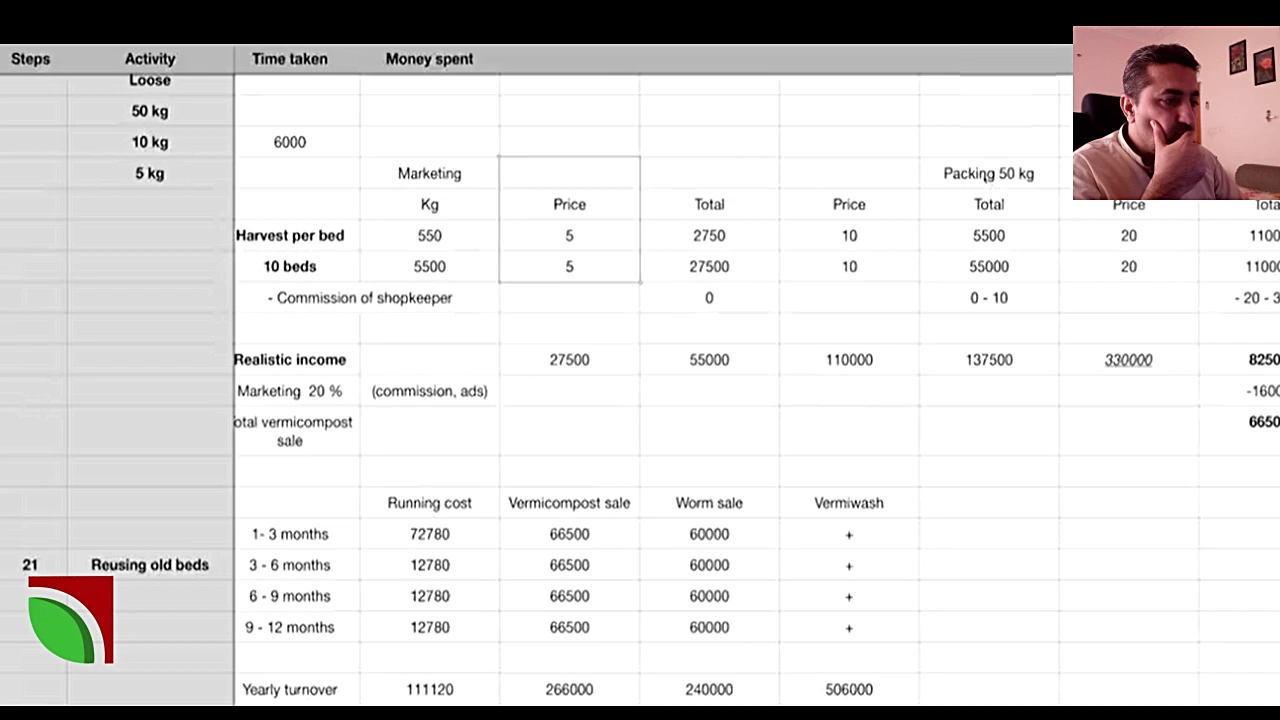 Steps Activity Time taken Money spent
Loose
50 kg
10 kg 6000
5 kg Marketing Packing 50 kg
Kg Price Total Price Total Price
Harvest per bed 550 5 2750 10 5500 20
10 beds 5500 5 27500 10 55000 20
- Commission of shopkeeper 0 0 - 10
Realistic income 27500 55000 110000 137500 330000
Marketing 20 % (commission, ads)
otal vermicompost
sale
Running cost Vermicompost sale Worm sale Vermiwash
1- 3 months 72780 66500 60000 +
21 Reusing old beds 3 - 6 months 12780 66500 60000 +
6 - 9 months 12780 66500 60000 +
9 - 12 months 12780 66500 60000 +
Yearly turnover 111120 266000 240000 506000